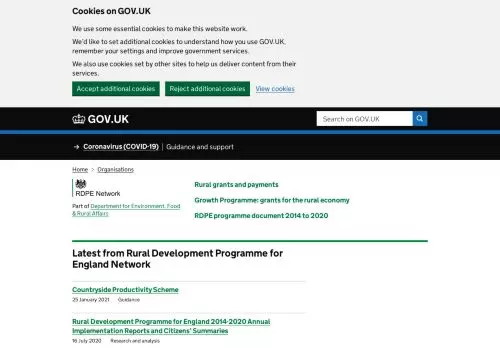 Cookies on GOV.UK
We use some essential cookies to make this website work.
We'd like to set additional cookies to understand how you use GOV.UK,
remember your settings and improve government services.
We also use cookies set by other sites to help us deliver content from their
services.
Accept additional cookies Reject additional cookies View cookies
GOV.UK Search on GOV.UK
→ Coronavirus (COVID-19) | Guidance and support
Home > Organisations
RDPE Network
Part of Department for Environment, Food
& Rural Affairs
Rural grants and payments
Growth Programme: grants for the rural economy
RDPE programme document 2014 to 2020
Latest from Rural Development Programme for
England Network
Countryside Productivity Scheme
25 January 2021 Guidance
Rural Development Programme for England 2014-2020 Annual
Implementation Reports and Citizens' Summaries
16 July 2020 Research and analysis